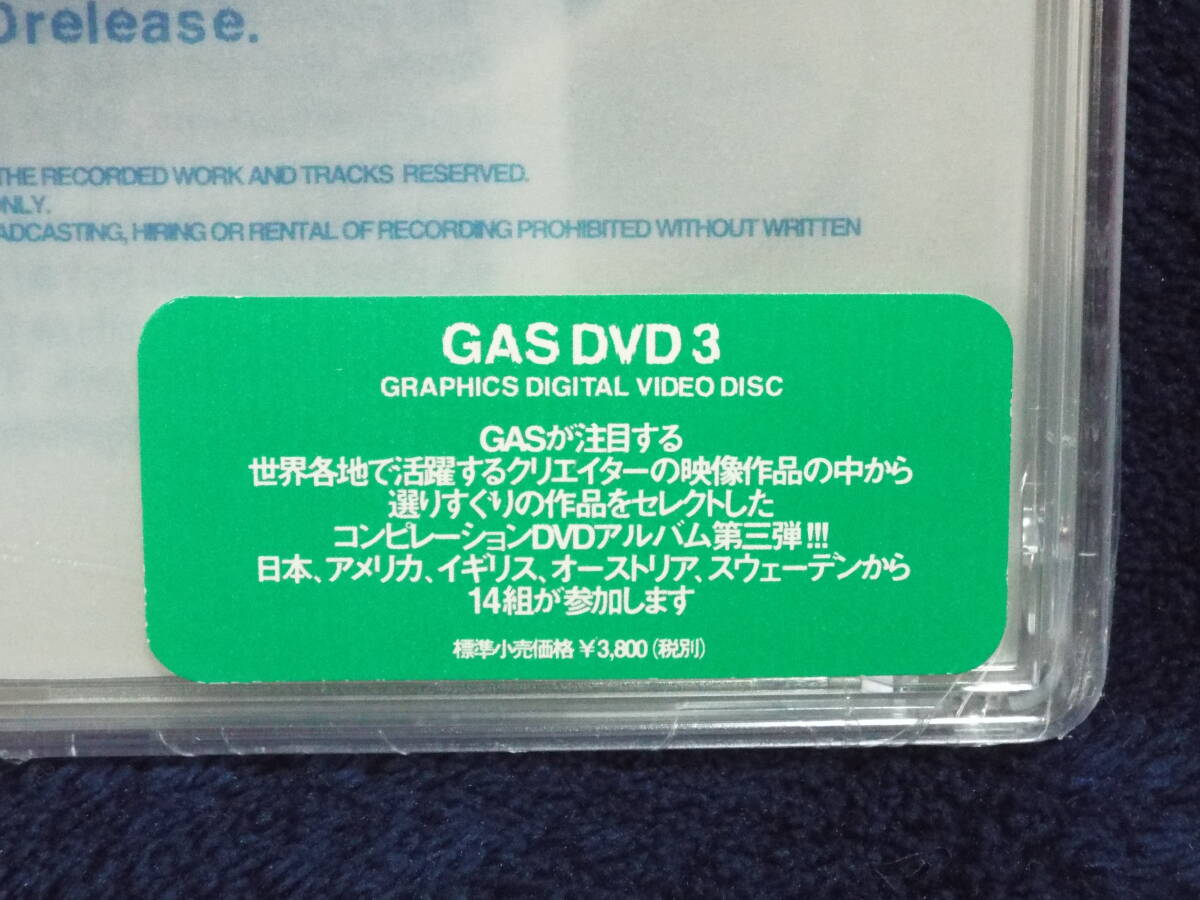 release.
THE RECORDED WORK AND TRACKS RESERVED.
ONLY.
ADCASTING, HIRING OR RENTAL OF RECORDING PROHIBITED WITHOUT WRITTEN
GAS DVD 3
GRAPHICS DIGITAL VIDEO DISC
GASが注目する
世界各地で活躍するクリエイターの映像作品の中から
選りすぐりの作品をセレクトした
コンピレーションDVDアルバム第三弾!!!
日本、アメリカ、イギリス、オーストリア、スウェーデンから
14組が参加します
標準小売価格 ¥3,800（税別）